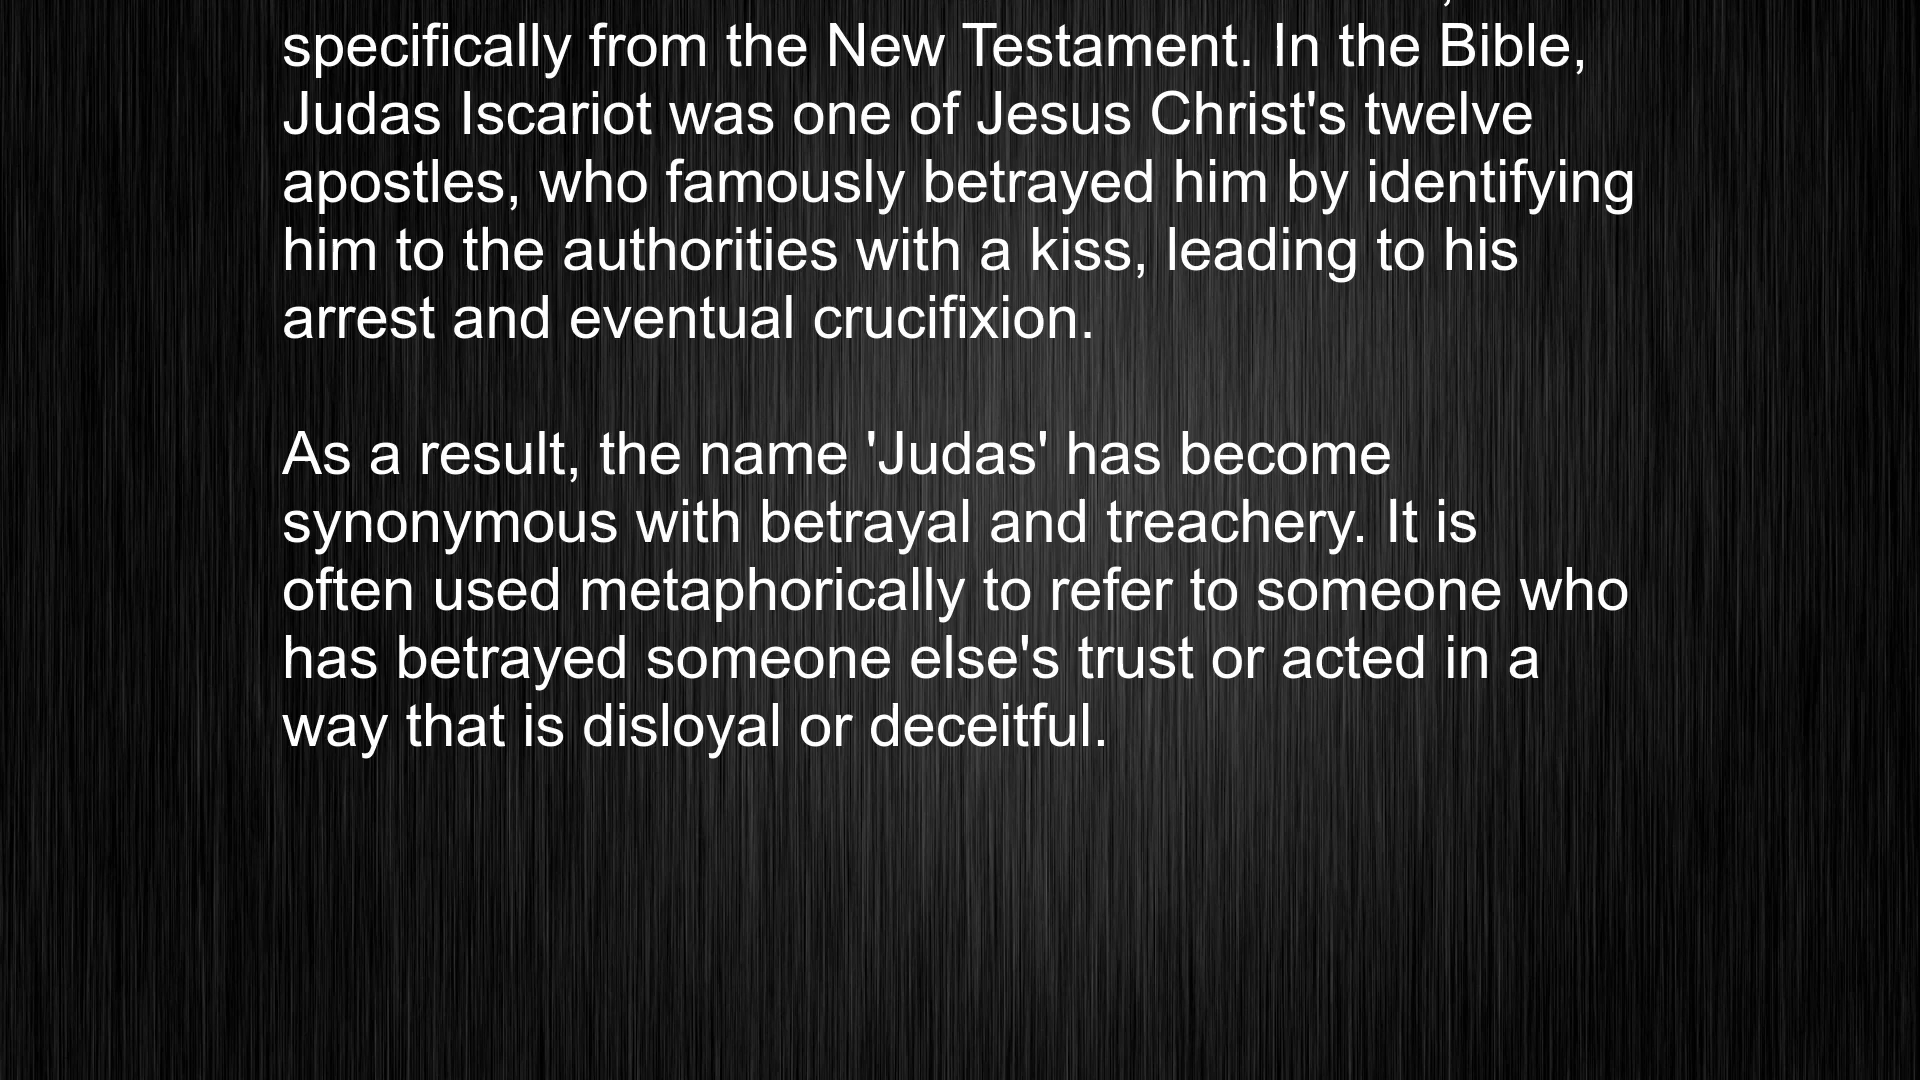 specifically from the New Testament. In the Bible,
Judas Iscariot was one of Jesus Christ's twelve
apostles, who famously betrayed him by identifying
him to the authorities with a kiss, leading to his
arrest and eventual crucifixion.
As a result, the name 'Judas' has become
synonymous with betrayal and treachery. It is
often used metaphorically to refer to someone who
has betrayed someone else's trust or acted in a
way that is disloyal or deceitful.